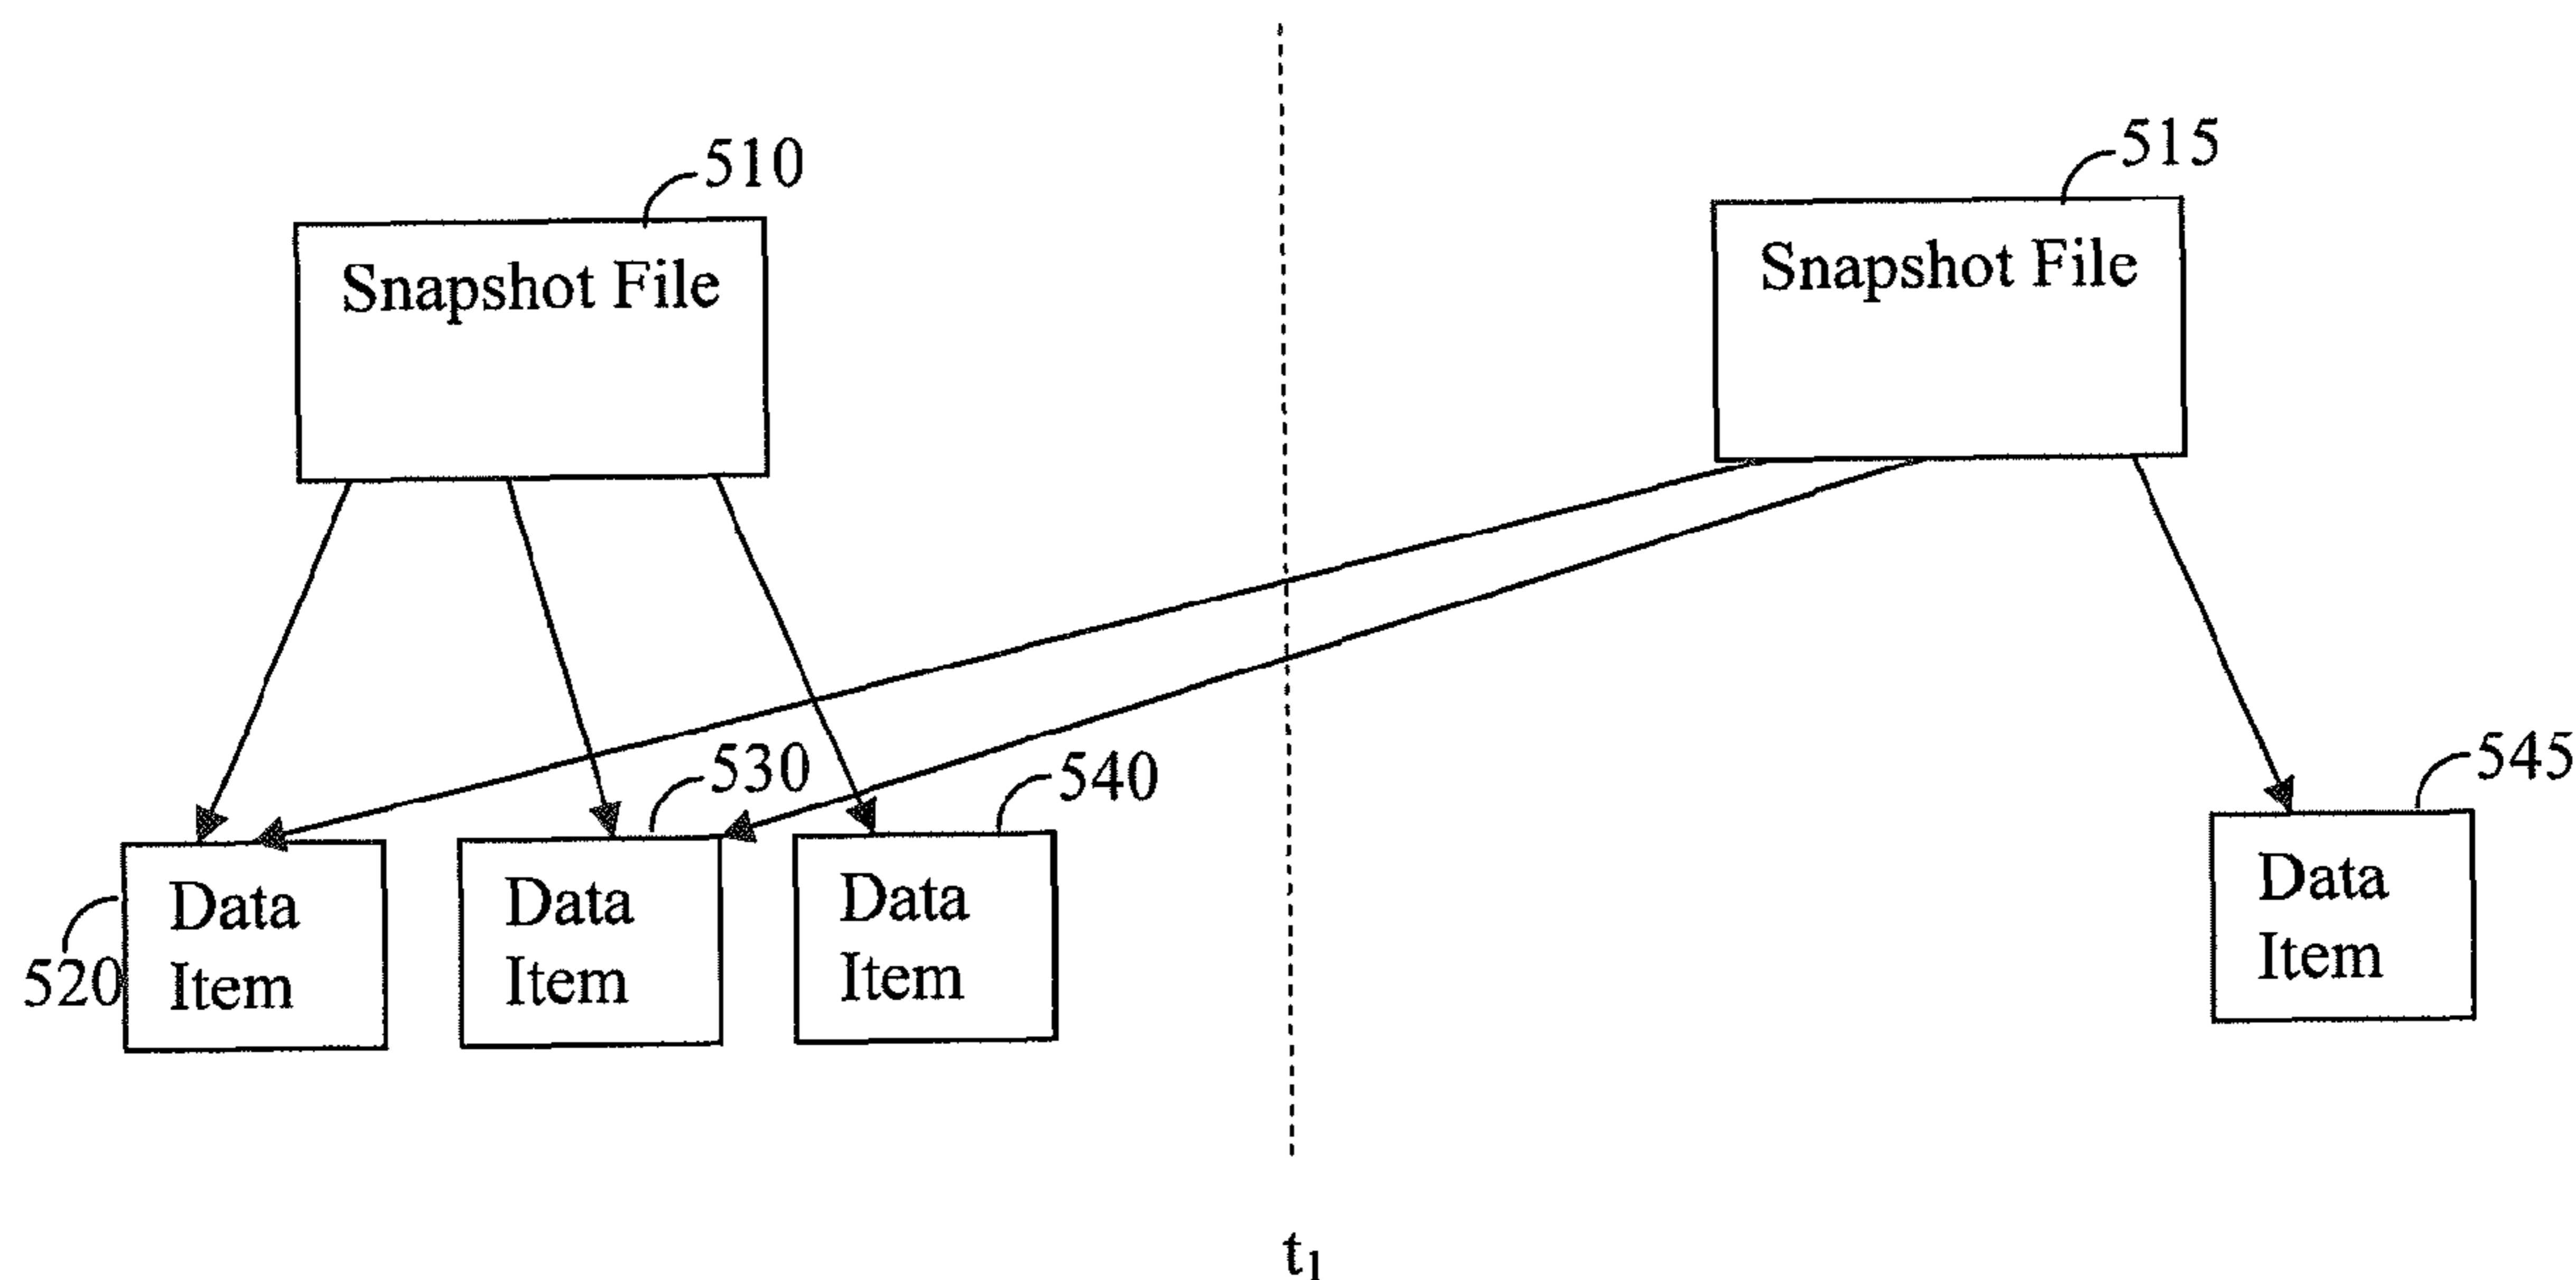 510
515
Snapshot File
Snapshot File
530
540
545
520
Data
Item
Data
Item
Data
Item
Data
Item
t1